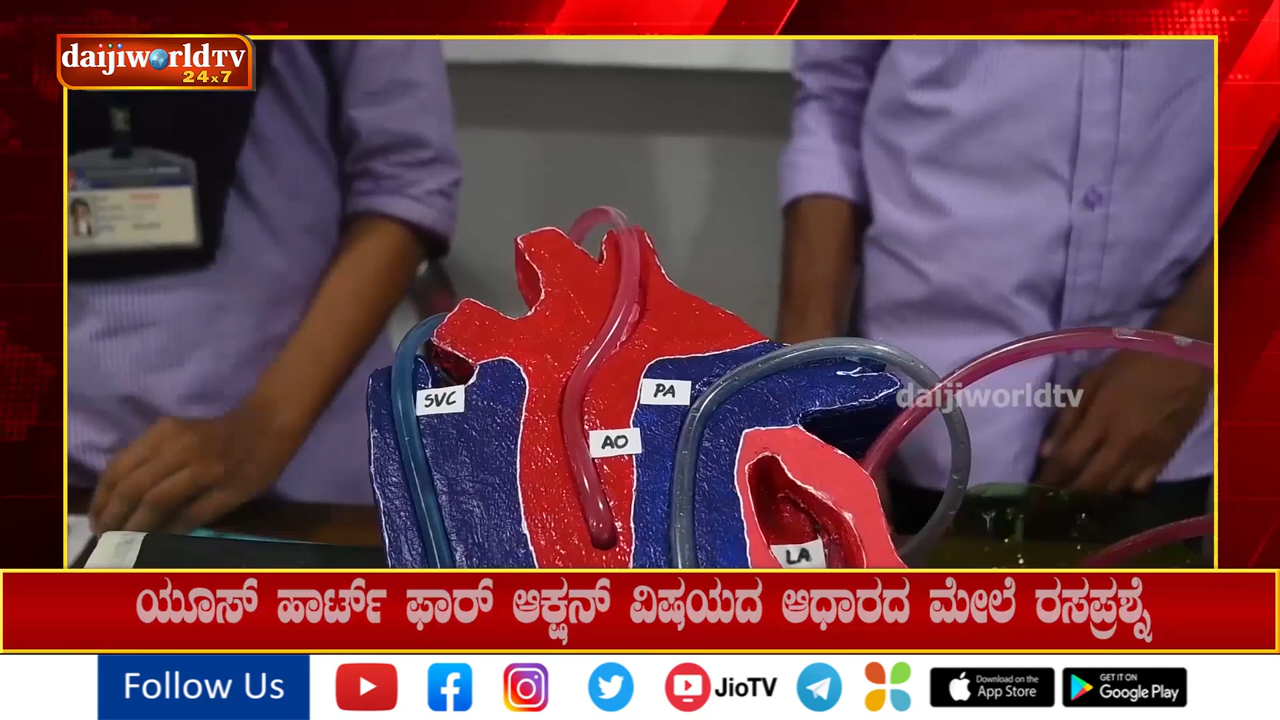 daijiworldTV
24x7
SVC
PA
daijiworldtv
AO
LA
ಯೂಸ್ ಹಾರ್ಟ್ ಫಾರ್ ಆಕ್ಷನ್ ವಿಷಯದ ಆಧಾರದ ಮೇಲೆ ರಸಪ್ರಶ್ನೆ
Follow Us
JioTV
Download on the
App Store
GET IT ON
Google Play